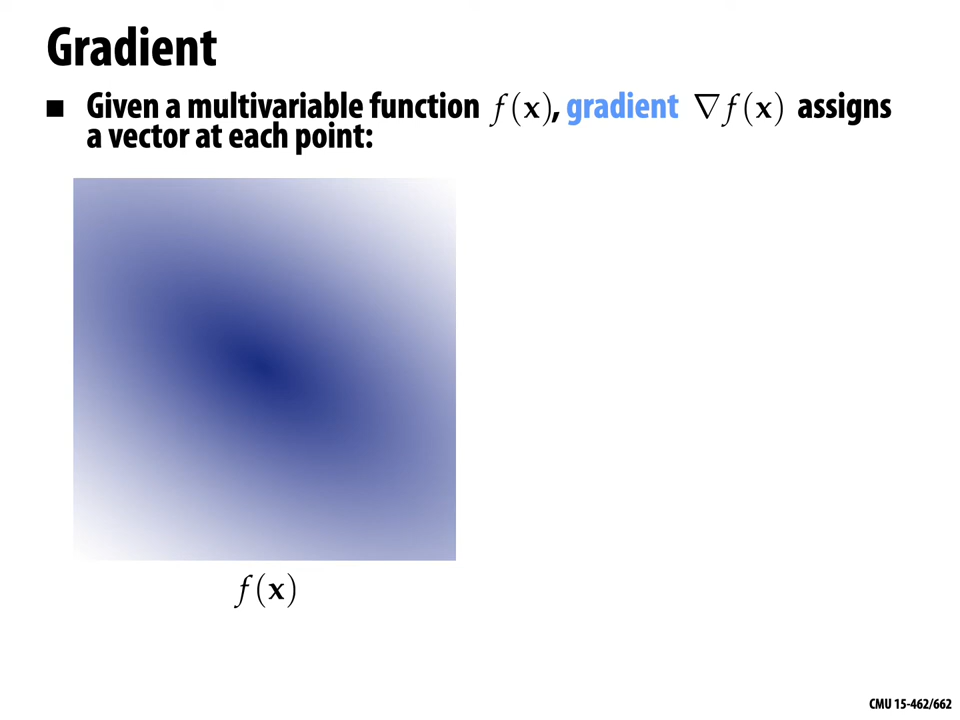 Gradient
■ Given a multivariable function f(x), gradient ∇f(x) assigns
a vector at each point:
f(x)
CMU 15-462/662